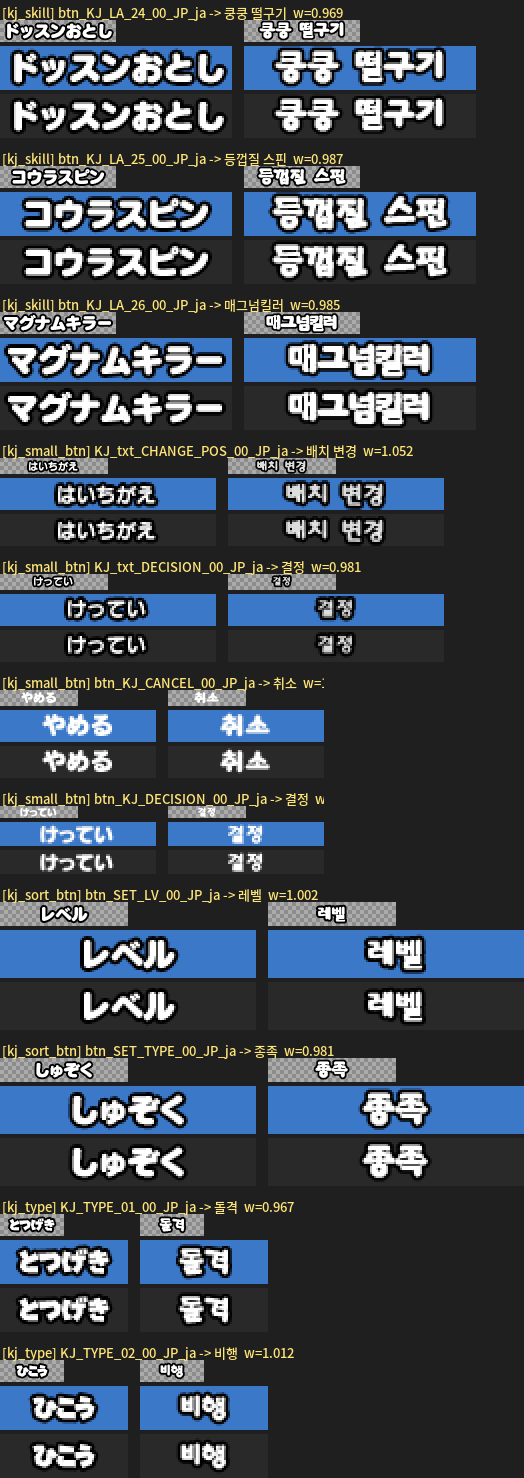 [kj_skill] btn_KJ_LA_24_00_JP_ja -> 쿵쿵 떨구기 w=0.969
ドッスンおとし 쿵쿵 떨구기
ドッスンおとし 쿵쿵 떨구기
ドッスンおとし 쿵쿵 떨구기
[kj_skill] btn_KJ_LA_25_00_JP_ja -> 등껍질 스핀 w=0.987
コウラスピン 등껍질 스핀
コウラスピン 등껍질 스핀
コウラスピン 등껍질 스핀
[kj_skill] btn_KJ_LA_26_00_JP_ja -> 매그넘킬러 w=0.985
マグナムキラー 매그넘킬러
マグナムキラー 매그넘킬러
マグナムキラー 매그넘킬러
[kj_small_btn] KJ_txt_CHANGE_POS_00_JP_ja -> 배치 변경 w=1.052
はいちがえ 배치 변경
はいちがえ 배치 변경
はいちがえ 배치 변경
[kj_small_btn] KJ_txt_DECISION_00_JP_ja -> 결정 w=0.981
けってい 결정
けってい 결정
けってい 결정
[kj_small_btn] btn_KJ_CANCEL_00_JP_ja -> 취소 w=1
やめる 취소
やめる 취소
やめる 취소
[kj_small_btn] btn_KJ_DECISION_00_JP_ja -> 결정 w
けってい 결정
けってい 결정
けってい 결정
[kj_sort_btn] btn_SET_LV_00_JP_ja -> 레벨 w=1.002
レベル 레벨
レベル 레벨
レベル 레벨
[kj_sort_btn] btn_SET_TYPE_00_JP_ja -> 종족 w=0.981
しゅぞく 종족
しゅぞく 종족
しゅぞく 종족
[kj_type] KJ_TYPE_01_00_JP_ja -> 돌격 w=0.967
とつげき 돌격
とつげき 돌격
とつげき 돌격
[kj_type] KJ_TYPE_02_00_JP_ja -> 비행 w=1.012
ひこう 비행
ひこう 비행
ひこう 비행